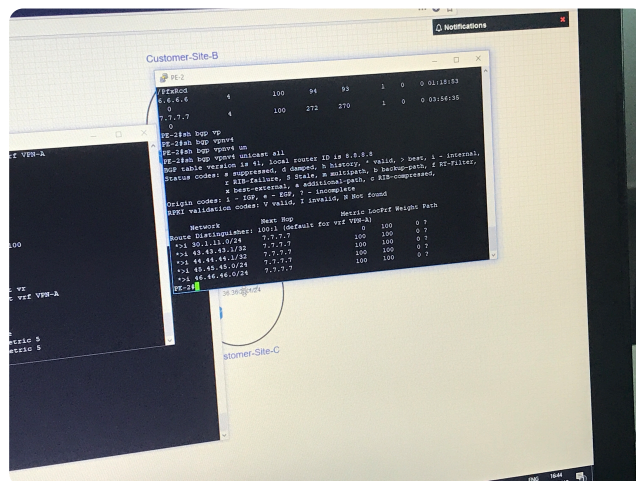 Notifications
Customer-Site-B
PE-2
/PfxRcd
6.6.6.6 4 100 94 93 1 0 0 01:18:53
0
7.7.7.7 4 100 272 270 1 0 0 03:56:35
0
PE-2#sh bgp vp
PE-2#sh bgp vpnv4
PE-2#sh bgp vpnv4 un
PE-2#sh bgp vpnv4 unicast all
BGP table version is 41, local router ID is 8.8.8.8
Status codes: s suppressed, d damped, h history, * valid, > best, i - internal,
r RIB-failure, S Stale, m multipath, b backup-path, f RT-Filter,
x best-external, a additional-path, c RIB-compressed,
Origin codes: i - IGP, e - EGP, ? - incomplete
RPKI validation codes: V valid, I invalid, N Not found
Network Next Hop Metric LocPrf Weight Path
Route Distinguisher: 100:1 (default for vrf VPN-A)
*>i 30.1.11.0/24 7.7.7.7 0 100 0 ?
*>i 43.43.43.1/32 7.7.7.7 100 100 0 ?
*>i 44.44.44.1/32 7.7.7.7 100 100 0 ?
*>i 45.45.45.0/24 7.7.7.7 100 100 0 ?
*>i 46.46.46.0/24 7.7.7.7 100 100 0 ?
PE-2#
rf VPN-A
100
t vr
t vrf VPN-A
etric 5
etric 5
stomer-Site-C
ENG 16:44